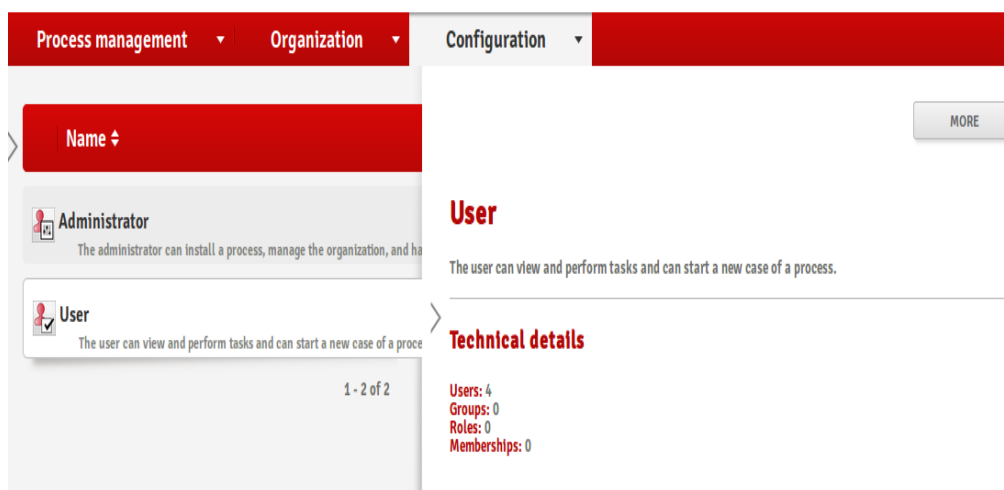 Process management
Organization
Configuration
Name
MORE
Administrator
The administrator can install a process, manage the organization, and ha
User
The user can view and perform tasks and can start a new case of a proce
1 - 2 of 2
User
The user can view and perform tasks and can start a new case of a process.
Technical details
Users: 4
Groups: 0
Roles: 0
Memberships: 0